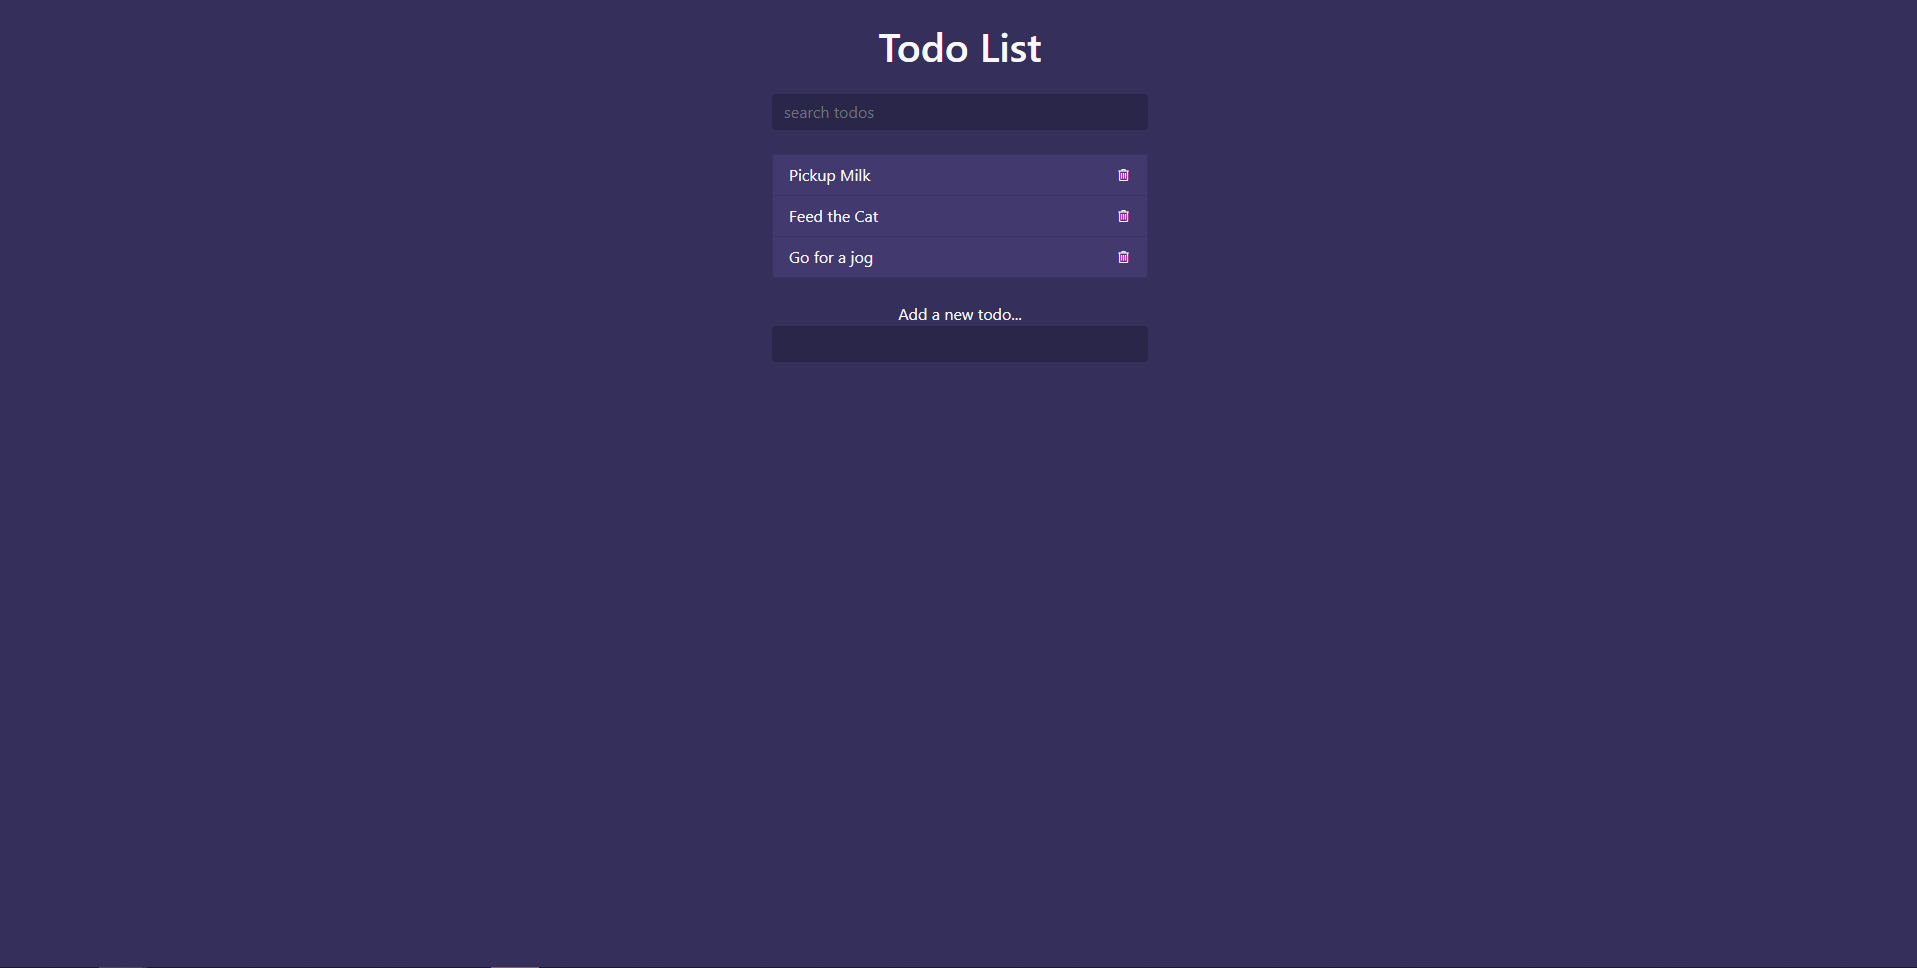 Todo List
search todos
Pickup Milk
Feed the Cat
Go for a jog
Add a new todo...